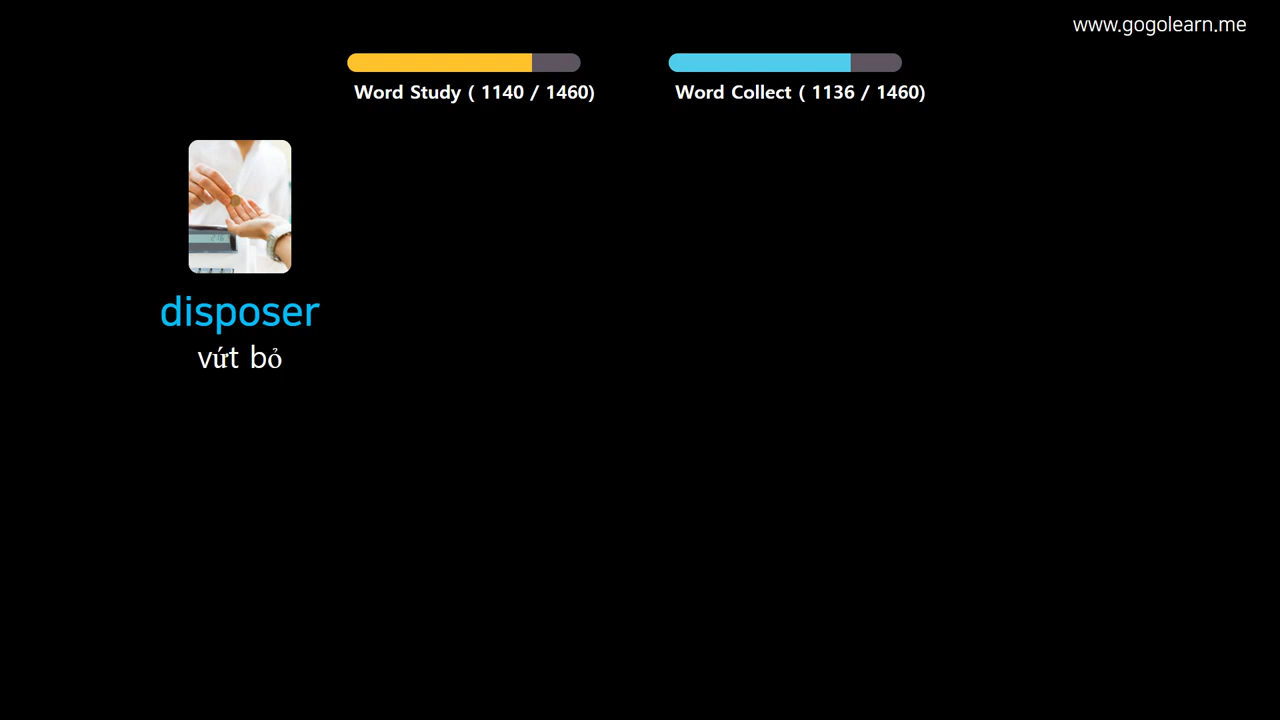 www.gogolearn.me
Word Study ( 1140 / 1460)
Word Collect ( 1136 / 1460)
disposer
vứt bỏ